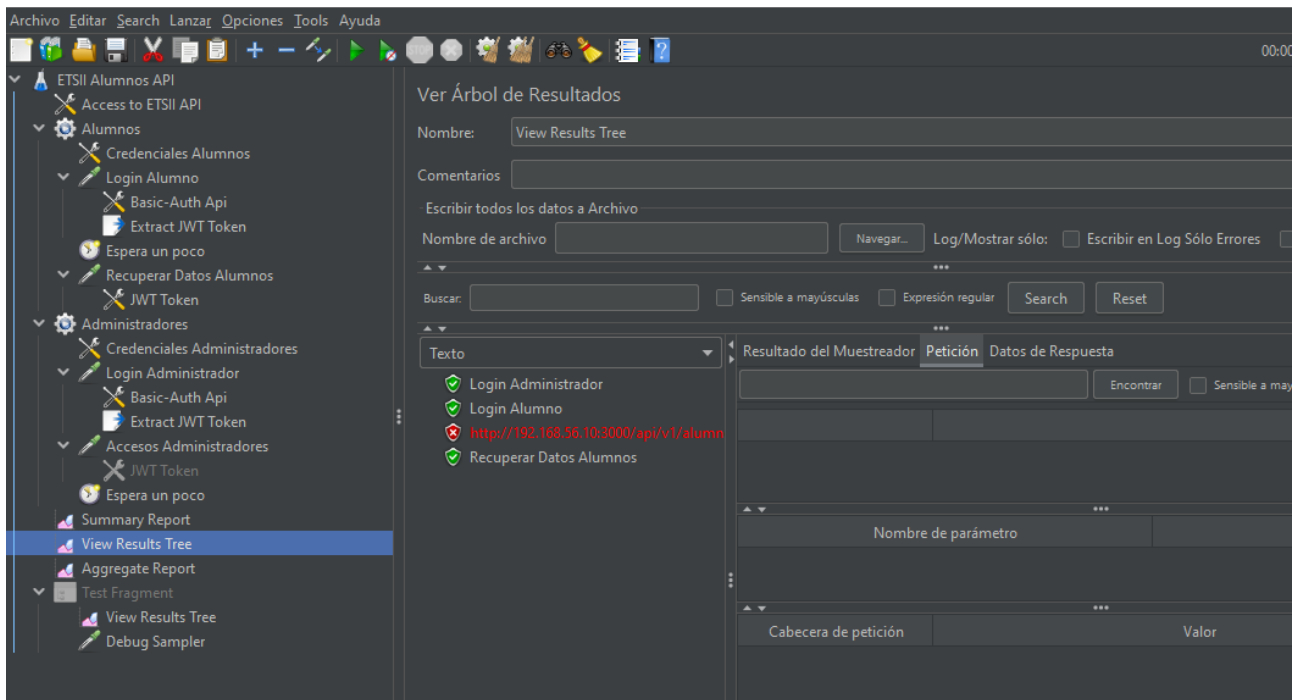 Archivo Editar Search Lanzar Opciones Tools Ayuda
STOP
00:00
ETSII Alumnos API
Access to ETSII API
Alumnos
Credenciales Alumnos
Login Alumno
Basic-Auth Api
Extract JWT Token
Espera un poco
Recuperar Datos Alumnos
JWT Token
Administradores
Credenciales Administradores
Login Administrador
Basic-Auth Api
Extract JWT Token
Accesos Administradores
JWT Token
Espera un poco
Summary Report
View Results Tree
Aggregate Report
Test Fragment
View Results Tree
Debug Sampler
Ver Árbol de Resultados
Nombre: View Results Tree
Comentarios
Escribir todos los datos a Archivo
Nombre de archivo Navegar... Log/Mostrar sólo: Escribir en Log Sólo Errores
Buscar: Sensible a mayúsculas Expresión regular Search Reset
Texto
Login Administrador
Login Alumno
http://192.168.56.10:3000/api/v1/alumn
Recuperar Datos Alumnos
Resultado del Muestreador Petición Datos de Respuesta
Encontrar Sensible a may
Nombre de parámetro
Cabecera de petición Valor